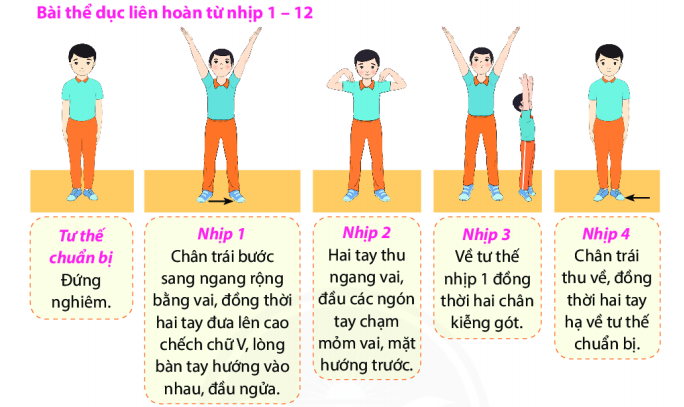 Bài thể dục liên hoàn từ nhịp 1 – 12
Tư thế
chuẩn bị
Đứng
nghiêm.
Nhịp 1
Chân trái bước
sang ngang rộng
bằng vai, đồng thời
hai tay đưa lên cao
chếch chữ V, lòng
bàn tay hướng vào
nhau, đầu ngửa.
Nhịp 2
Hai tay thu
ngang vai,
đầu các ngón
tay chạm
mỏm vai, mặt
hướng trước.
Nhịp 3
Về tư thế
nhịp 1 đồng
thời hai chân
kiễng gót.
Nhịp 4
Chân trái
thu về, đồng
thời hai tay
hạ về tư thế
chuẩn bị.